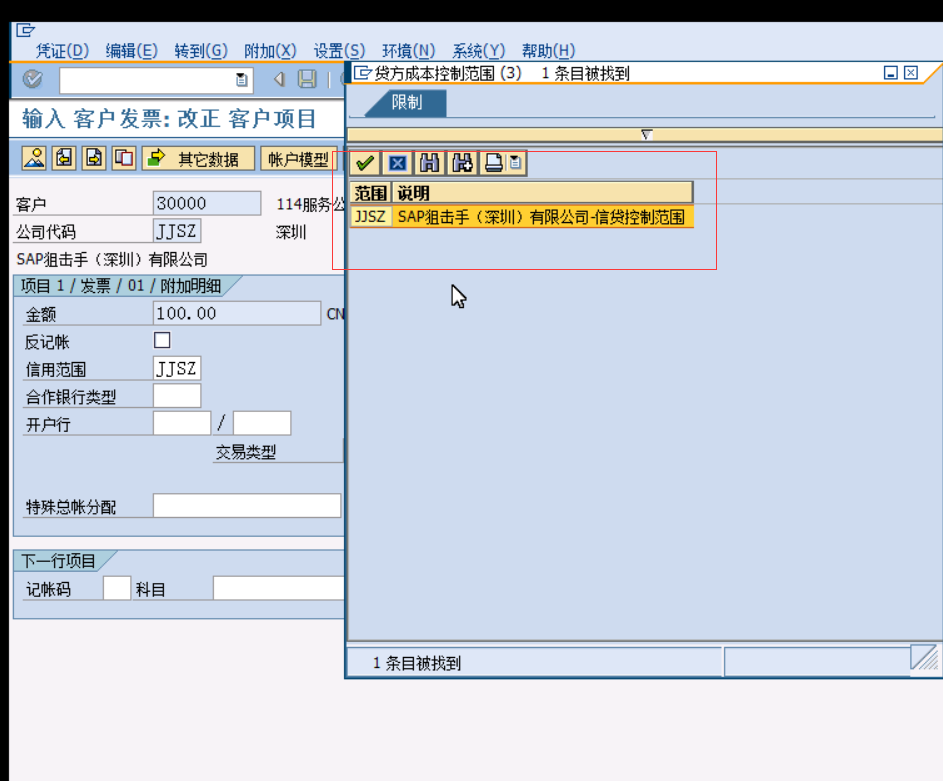 凭证(D) 编辑(E) 转到(G) 附加(X) 设置(S) 环境(N) 系统(Y) 帮助(H)
贷方成本控制范围 (3) 1 条目被找到
限制
输入 客户发票: 改正 客户项目
其它数据 帐户模型
范围 说明
JJSZ SAP狙击手（深圳）有限公司-信贷控制范围
客户 30000 114服务公
公司代码 JJSZ 深圳
SAP狙击手（深圳）有限公司
项目 1 / 发票 / 01 / 附加明细
金额 100.00 CN
反记帐
信用范围 JJSZ
合作银行类型
开户行 /
交易类型
特殊总帐分配
下一行项目
记帐码 科目
1 条目被找到